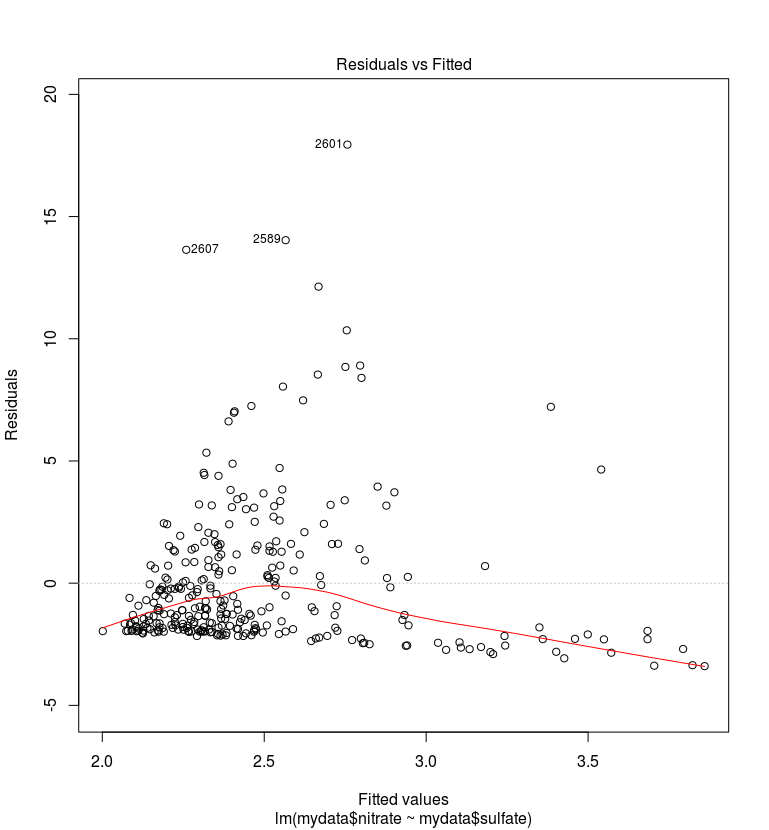 Residuals vs Fitted
20
15
10
5
0
-5
Residuals
2601
2589
2607
2.0 2.5 3.0 3.5
Fitted values
lm(mydata$nitrate ~ mydata$sulfate)